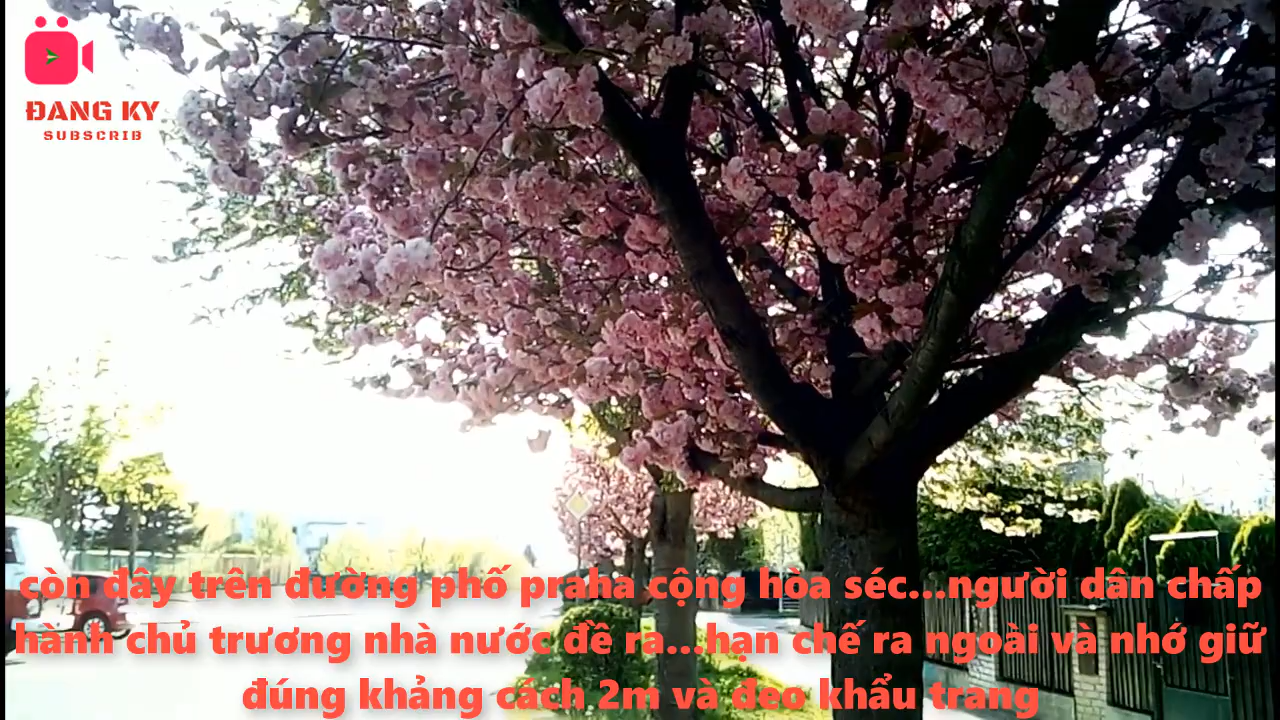 ĐANG KY
SUBSCRIB
còn đây trên đường phố praha cộng hòa séc...người dân chấp
hành chủ trương nhà nước đề ra...hạn chế ra ngoài và nhớ giữ
đúng khảng cách 2m và đeo khẩu trang